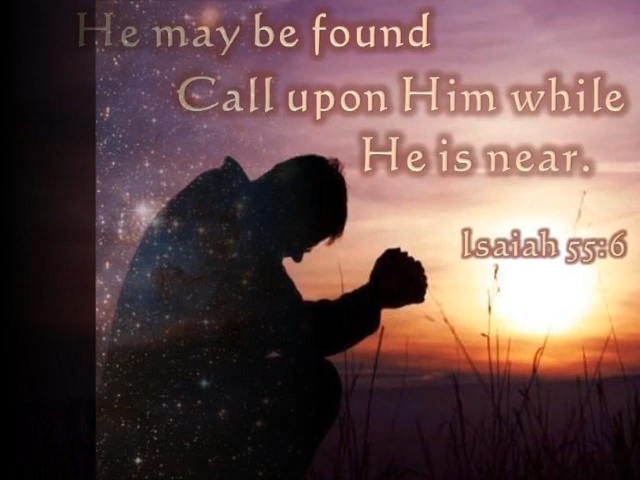 He may be found
Call upon Him while
He is near.
Isaiah 55:6